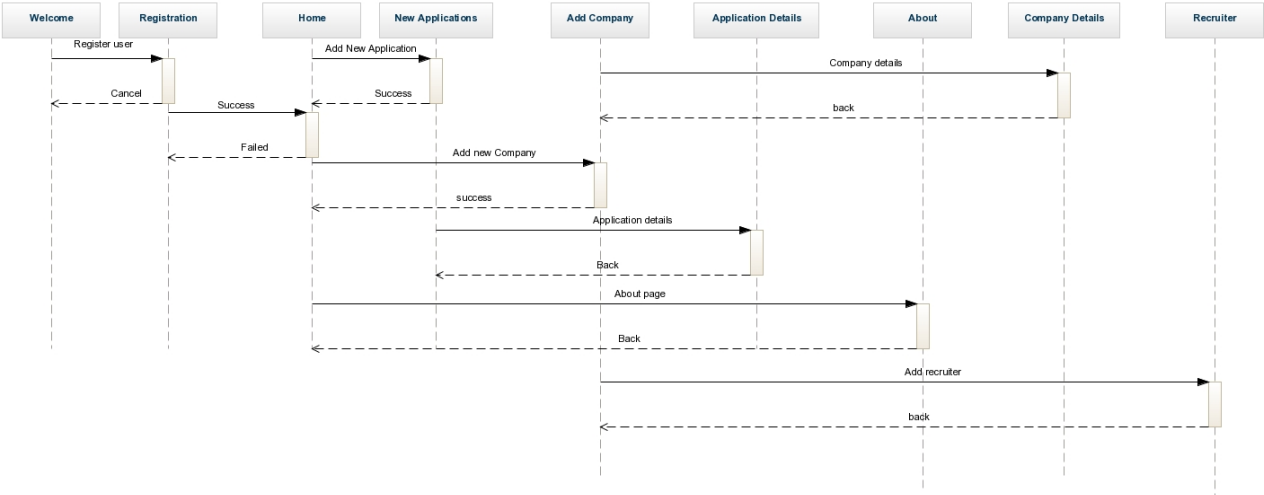 Welcome
Registration
Home
New Applications
Add Company
Application Details
About
Company Details
Recruiter
Register user
Add New Application
Company details
Cancel
Success
Success
back
Failed
Add new Company
success
Application details
Back
About page
Back
Add recruiter
back